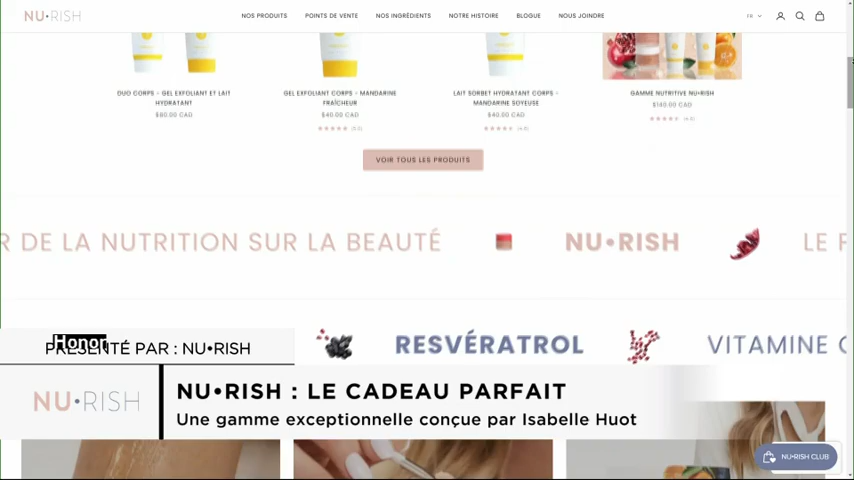 NU•RISH
NOS PRODUITS
POINTS DE VENTE
NOS INGRÉDIENTS
NOTRE HISTOIRE
BLOGUE
NOUS JOINDRE
FR
DUO CORPS - GEL EXFOLIANT ET LAIT
HYDRATANT
$80.00 CAD
GEL EXFOLIANT CORPS - MANDARINE
FRAÎCHEUR
$40.00 CAD
LAIT SORBET HYDRATANT CORPS -
MANDARINE SOYEUSE
$40.00 CAD
GAMME NUTRITIVE NU•RISH
$140.00 CAD
VOIR TOUS LES PRODUITS
R DE LA NUTRITION SUR LA BEAUTÉ
NU•RISH
LE
Honor
PRÉSENTÉ PAR : NU•RISH
RESVÉRATROL
VITAMINE
NU•RISH
NU•RISH : LE CADEAU PARFAIT
Une gamme exceptionnelle conçue par Isabelle Huot
NU•RISH CLUB